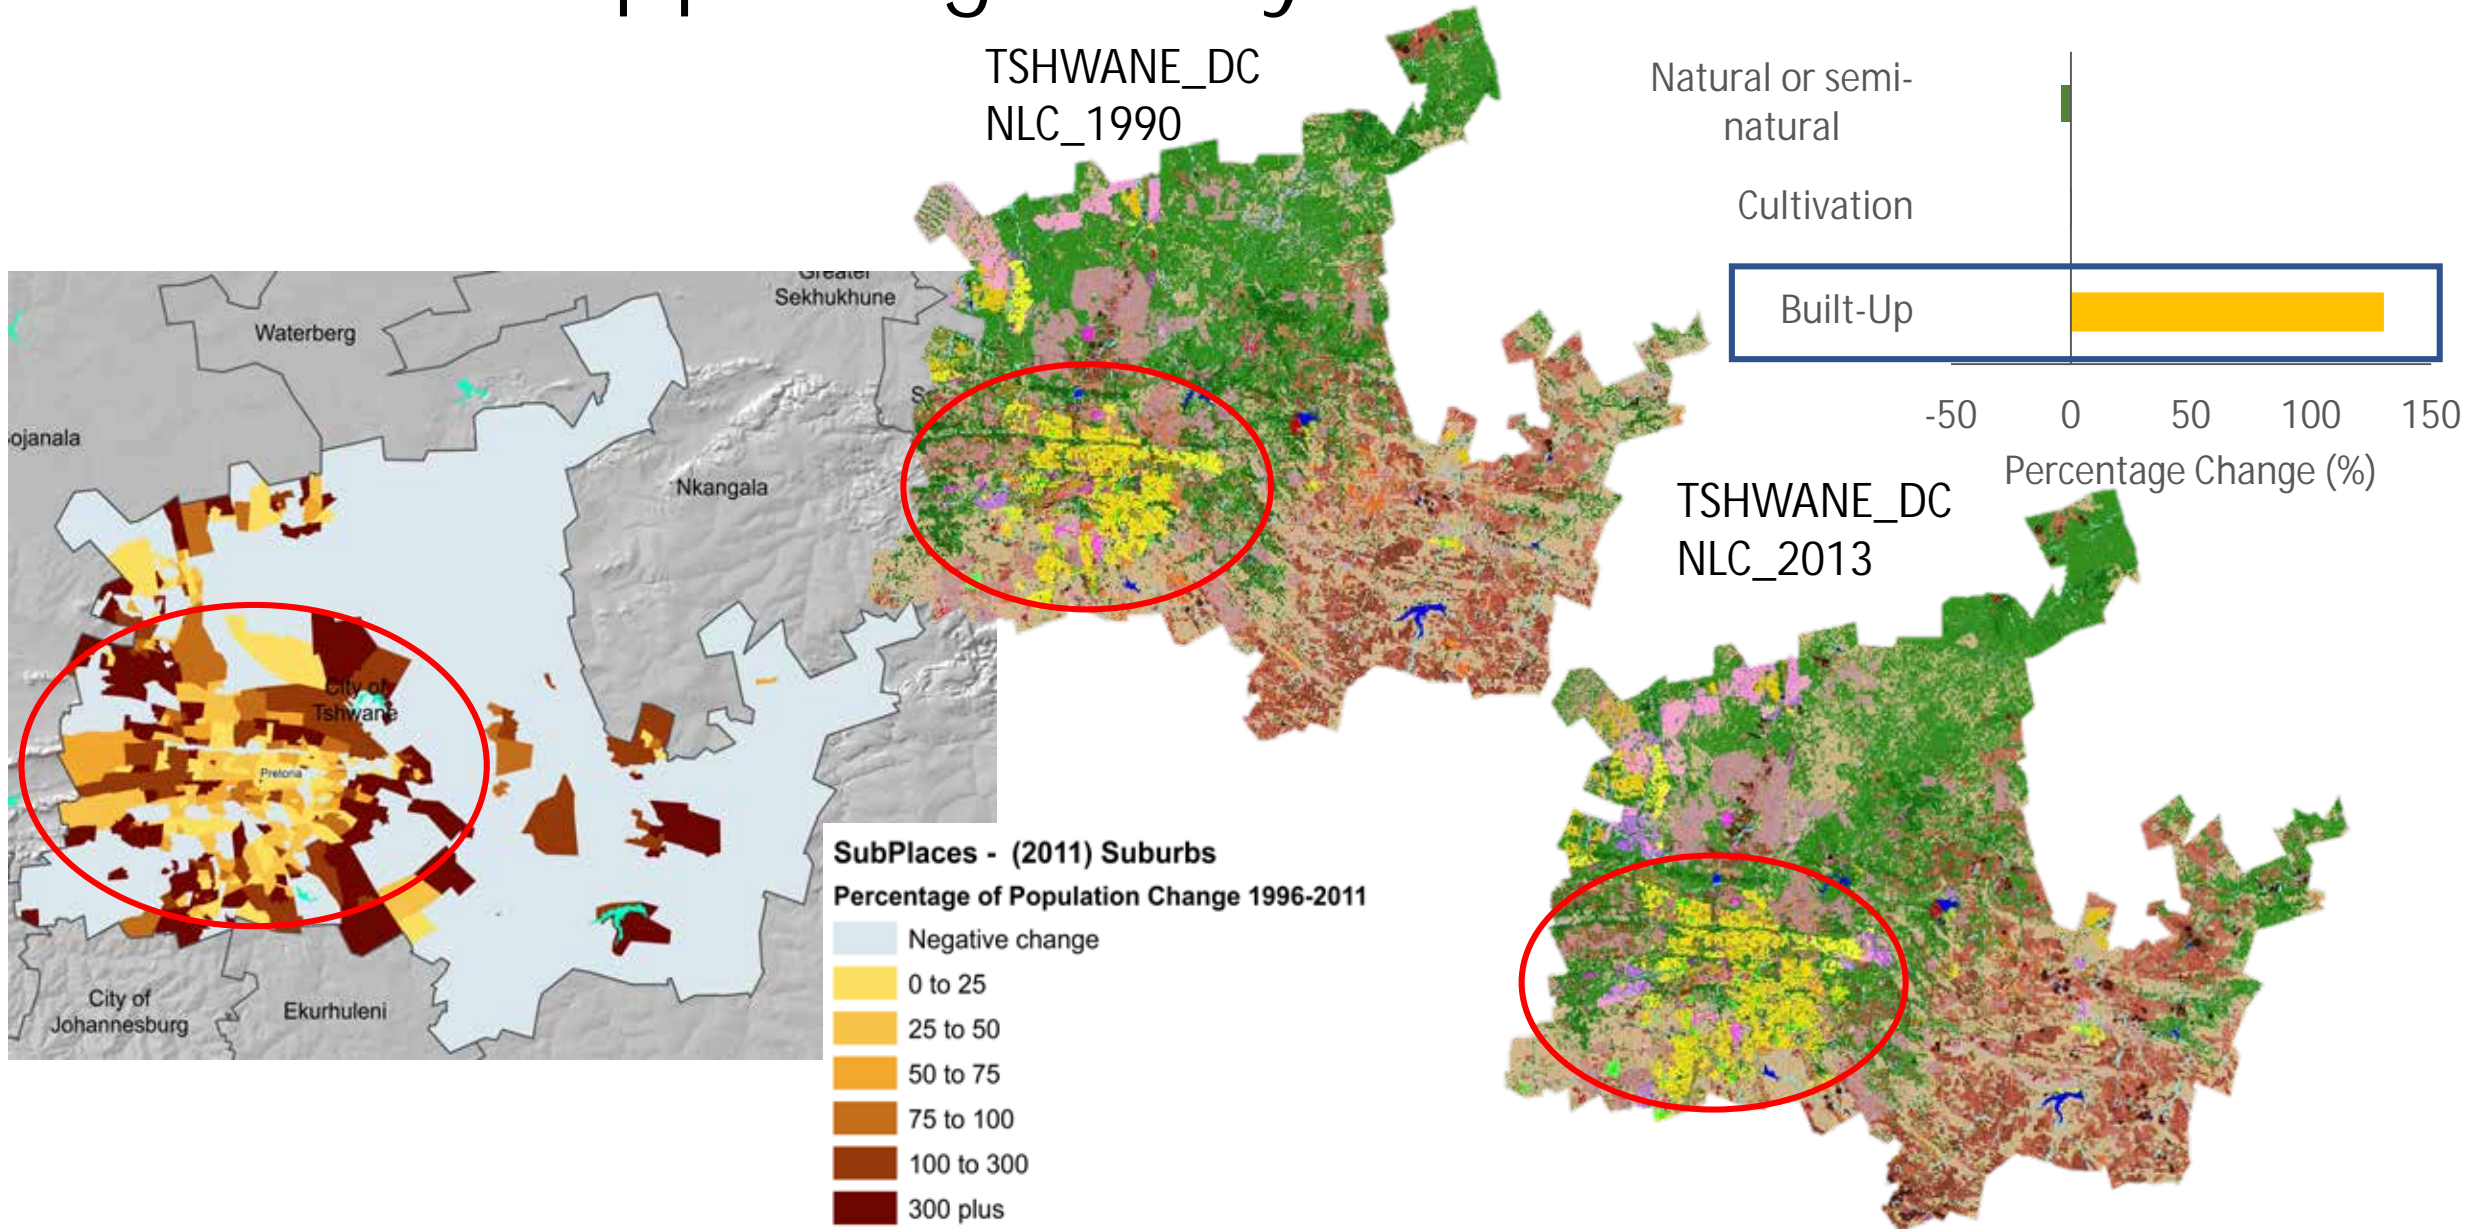 TSHWANE_DC
NLC_1990
Natural or semi-
natural
Cultivation
Built-Up
-50 0 50 100 150
Percentage Change (%)
TSHWANE_DC
NLC_2013
Greater
Sekhukhune
Waterberg
ojanala
Nkangala
City of
Tshwane
Pretoria
City of
Johannesburg
Ekurhuleni
SubPlaces - (2011) Suburbs
Percentage of Population Change 1996-2011
Negative change
0 to 25
25 to 50
50 to 75
75 to 100
100 to 300
300 plus